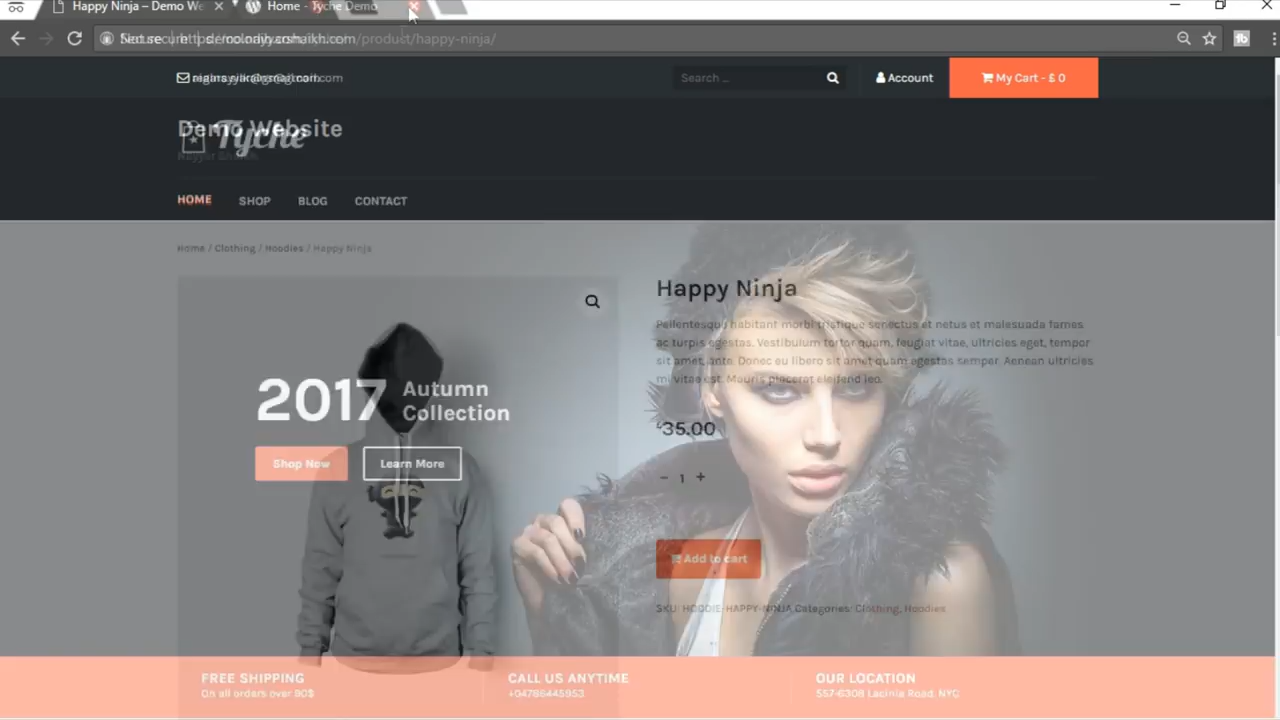 Happy Ninja – Demo We
Home - Tyche Demo
/product/happy-ninja/
Search ...
Account
My Cart - £ 0
Demo Website
Tyche
HOME
SHOP
BLOG
CONTACT
Home / Clothing / Hoodies / Happy Ninja
Happy Ninja
Pellentesque habitant morbi tristique senectus et netus et malesuada fames
ac turpis egestas. Vestibulum tortor quam, feugiat vitae, ultricies eget, tempor
sit amet, ante. Donec eu libero sit amet quam egestas semper. Aenean ultricies
mi vitae est. Mauris placerat eleifend leo.
2017 Autumn
Collection
£35.00
Shop Now
Learn More
− 1 +
Add to cart
SKU: HOODIE-HAPPY-NINJA Categories: Clothing, Hoodies
FREE SHIPPING
On all orders over 90$
CALL US ANYTIME
+04786445953
OUR LOCATION
557-6308 Lacinia Road, NYC